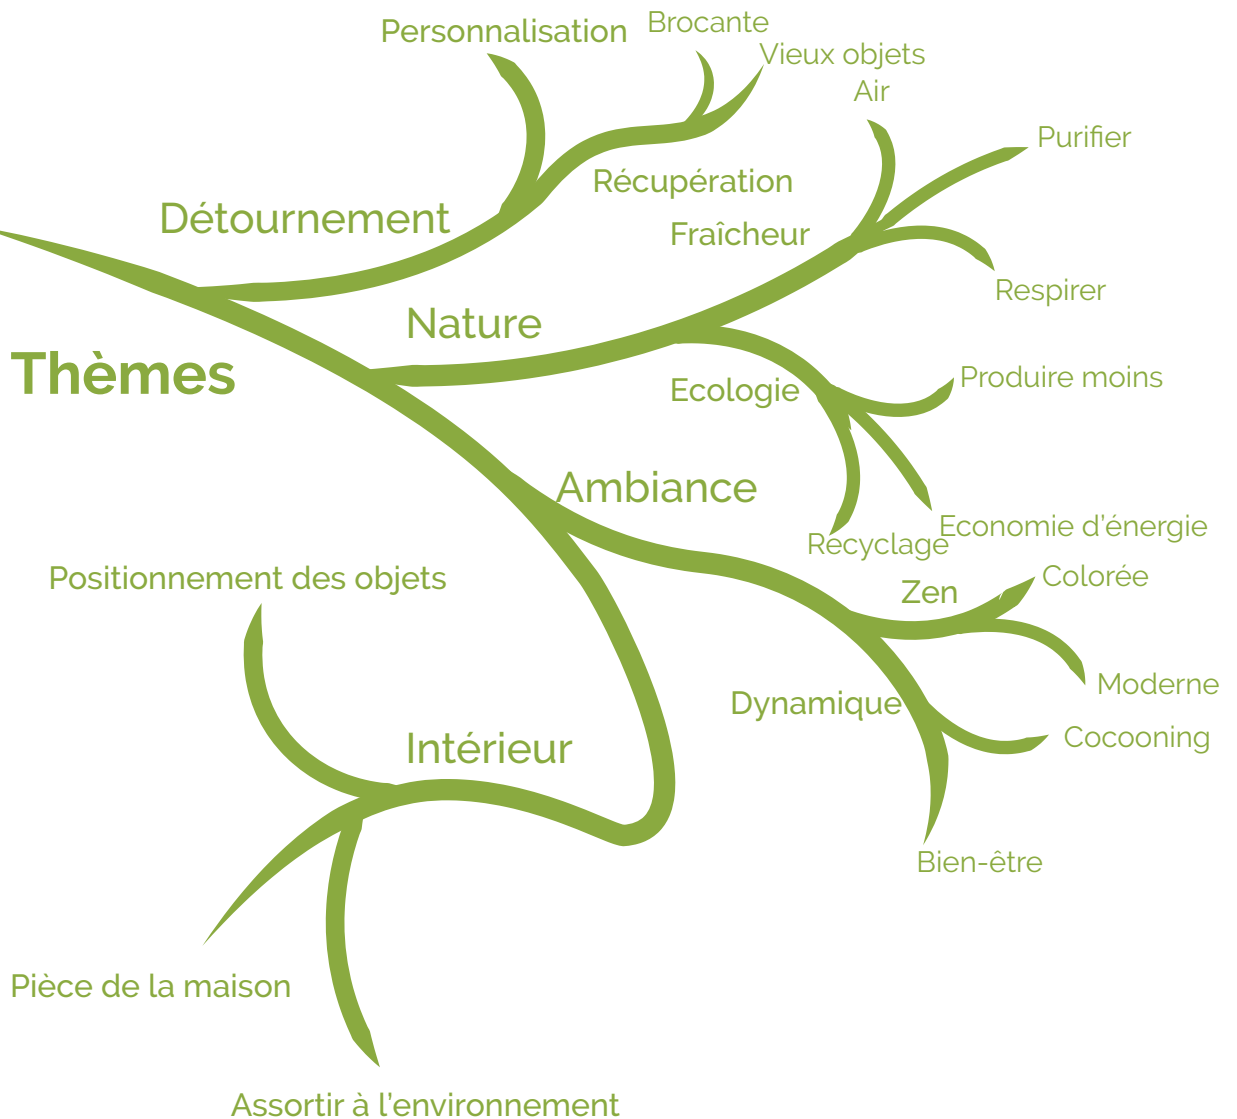 Personnalisation
Brocante
Vieux objets
Air
Purifier
Récupération
Détournement
Fraîcheur
Respirer
Nature
Thèmes
Ecologie
Produire moins
Ambiance
Economie d'énergie
Recyclage
Positionnement des objets
Zen
Colorée
Moderne
Dynamique
Cocooning
Intérieur
Bien-être
Pièce de la maison
Assortir à l'environnement